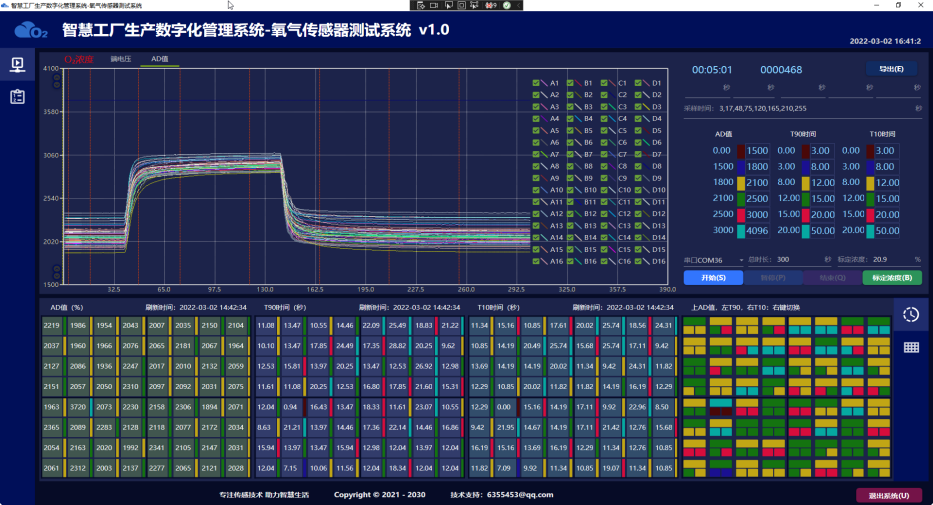 智慧工厂生产数字化管理系统-氧气传感器测试系统
智慧工厂生产数字化管理系统-氧气传感器测试系统 v1.0
2022-03-02 16:41:2
O₂浓度 漏电压 AD值
4100
3580
3060
2540
2020
1500
32.5 65.0 97.5 130.0 162.5 195.0 227.5 260.0 292.5 325.0 357.5 390.0
A1 B1 C1 D1
A2 B2 C2 D2
A3 B3 C3 D3
A4 B4 C4 D4
A5 B5 C5 D5
A6 B6 C6 D6
A7 B7 C7 D7
A8 B8 C8 D8
A9 B9 C9 D9
A10 B10 C10 D10
A11 B11 C11 D11
A12 B12 C12 D12
A13 B13 C13 D13
A14 B14 C14 D14
A15 B15 C15 D15
A16 B16 C16 D16
00:05:01 0000468 导出(E)
秒 秒 秒 秒 秒
采样时间: 3,17,48,75,120,165,210,255 秒
AD值 T90时间 T10时间
0.00 1500 0.00 3.00 0.00 3.00
1500 1800 3.00 8.00 3.00 8.00
1800 2100 8.00 12.00 8.00 12.00
2100 2500 12.00 15.00 12.00 15.00
2500 3000 15.00 20.00 15.00 20.00
3000 4096 20.00 50.00 20.00 50.00
串口COM36 总时长: 300 秒 标定浓度: 20.9 %
开始(S) 暂停(P) 结束(Q) 标定浓度(B)
AD值 (%) 刷新时间: 2022-03-02 14:42:34 T90时间 (秒) 刷新时间: 2022-03-02 14:42:34 T10时间 (秒) 刷新时间: 2022-03-02 14:42:34 上AD值, 左T90, 右T10; 右键切换
2219 1986 1954 2043 2007 2035 2150 2104 11.08 13.47 10.55 14.46 22.09 25.49 18.83 21.22 11.54 15.16 10.85 17.61 20.02 25.74 18.56 24.31
2037 1960 1966 2076 2065 2181 2067 1964 10.10 13.47 17.85 24.49 17.35 28.82 20.25 9.62 10.85 14.19 20.49 25.74 15.68 25.74 17.11 9.42
2127 2086 1936 2247 2017 2010 2132 2059 12.53 15.81 13.97 20.25 13.47 12.53 26.92 12.98 13.69 14.19 14.19 20.02 11.34 9.42 24.31 11.82
2151 2057 2050 2310 2097 2092 2031 2075 11.61 11.08 20.25 12.53 16.80 17.85 21.60 15.31 12.29 10.85 20.02 11.82 11.82 14.19 16.19 12.29
1963 3720 2073 2230 2158 2306 1894 2071 12.04 0.94 16.43 13.47 18.33 11.61 23.07 10.55 12.29 0.00 15.16 14.19 17.11 9.92 22.96 8.50
2365 2089 2283 2128 2118 2077 2172 2034 8.63 21.21 13.97 14.46 17.36 22.14 14.46 16.86 9.42 21.95 14.67 14.19 17.11 21.42 12.76 15.68
2054 2163 2020 1992 2341 2105 2147 2031 15.94 13.97 13.47 15.94 12.98 12.04 13.97 12.04 16.19 15.16 13.69 16.19 12.29 11.34 12.76 10.85
2061 2312 2003 2137 2277 2065 2121 2028 12.04 7.15 10.06 11.56 12.04 18.34 12.04 12.04 11.82 7.09 9.92 11.34 10.85 19.07 11.34 10.85
专注传感技术 助力智慧生活 Copyright © 2021 - 2030 技术支持: 6355453@qq.com
退出系统(U)